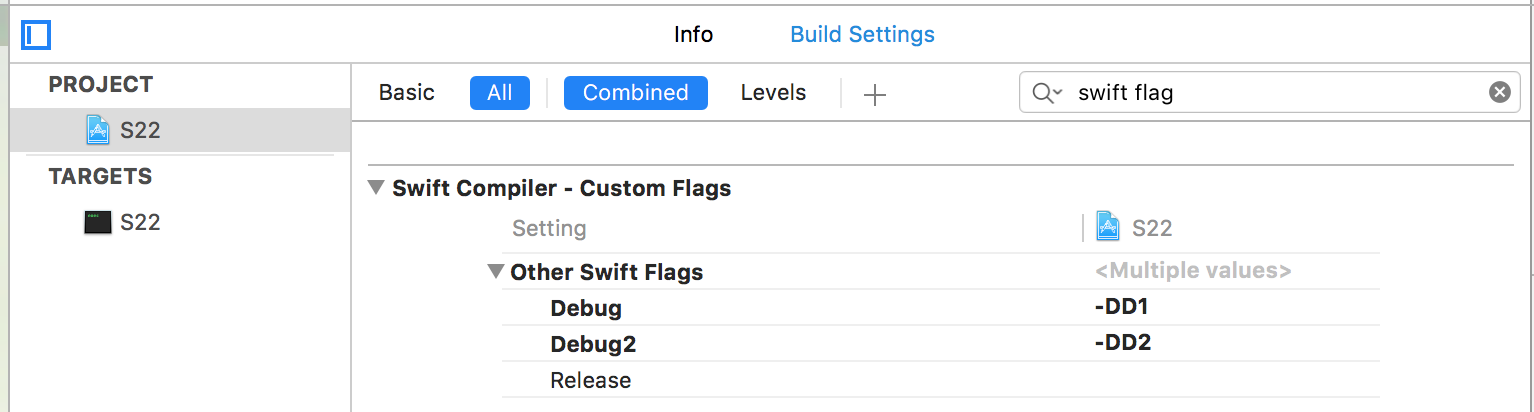 Info Build Settings
PROJECT
S22
TARGETS
S22
Basic All Combined Levels + swift flag
Swift Compiler - Custom Flags
Setting S22
Other Swift Flags <Multiple values>
Debug -DD1
Debug2 -DD2
Release